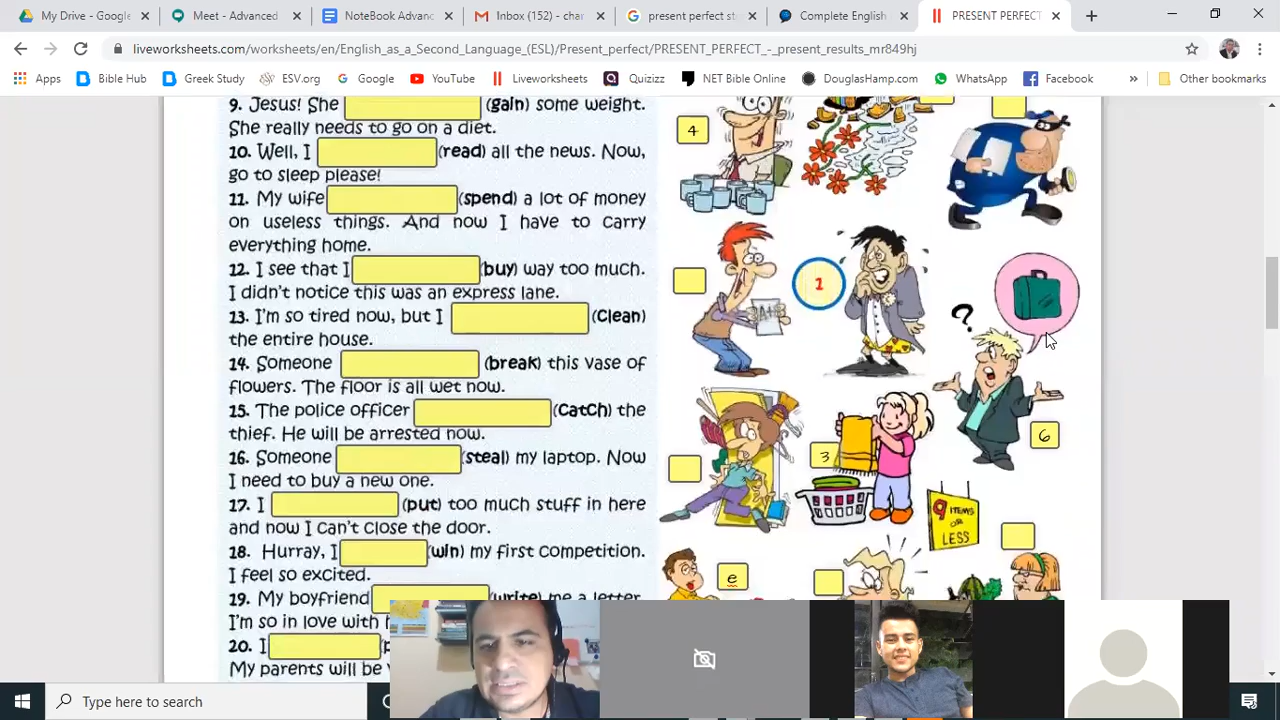 My Drive - Google
Meet - Advanced
NoteBook Advanc
Inbox (152) - char
present perfect
Complete English
PRESENT PERFECT
liveworksheets.com/worksheets/en/English_as_a_Second_Language_(ESL)/Present_perfect/PRESENT_PERFECT_-_present_results_mr849hj
Apps
Bible Hub
Greek Study
ESV.org
Google
YouTube
Liveworksheets
Quizizz
NET Bible Online
DouglasHamp.com
WhatsApp
Facebook
»
Other bookmarks
9. Jesus! She (gain) some weight.
She really needs to go on a diet.
10. Well, I (read) all the news. Now,
go to sleep please!
11. My wife (spend) a lot of money
on useless things. And now I have to carry
everything home.
12. I see that I (buy) way too much.
I didn't notice this was an express lane.
13. I'm so tired now, but I (Clean)
the entire house.
14. Someone (break) this vase of
flowers. The floor is all wet now.
15. The police officer (Catch) the
thief. He will be arrested now.
16. Someone (steal) my laptop. Now
I need to buy a new one.
17. I (put) too much stuff in here
and now I can't close the door.
18. Hurray, I (win) my first competition.
I feel so excited.
19. My boyfriend (write) me a letter.
I'm so in love with
20. I
My parents will be
4
1
A+
?
6
3
9 ITEMS
OR
LESS
e
Type here to search